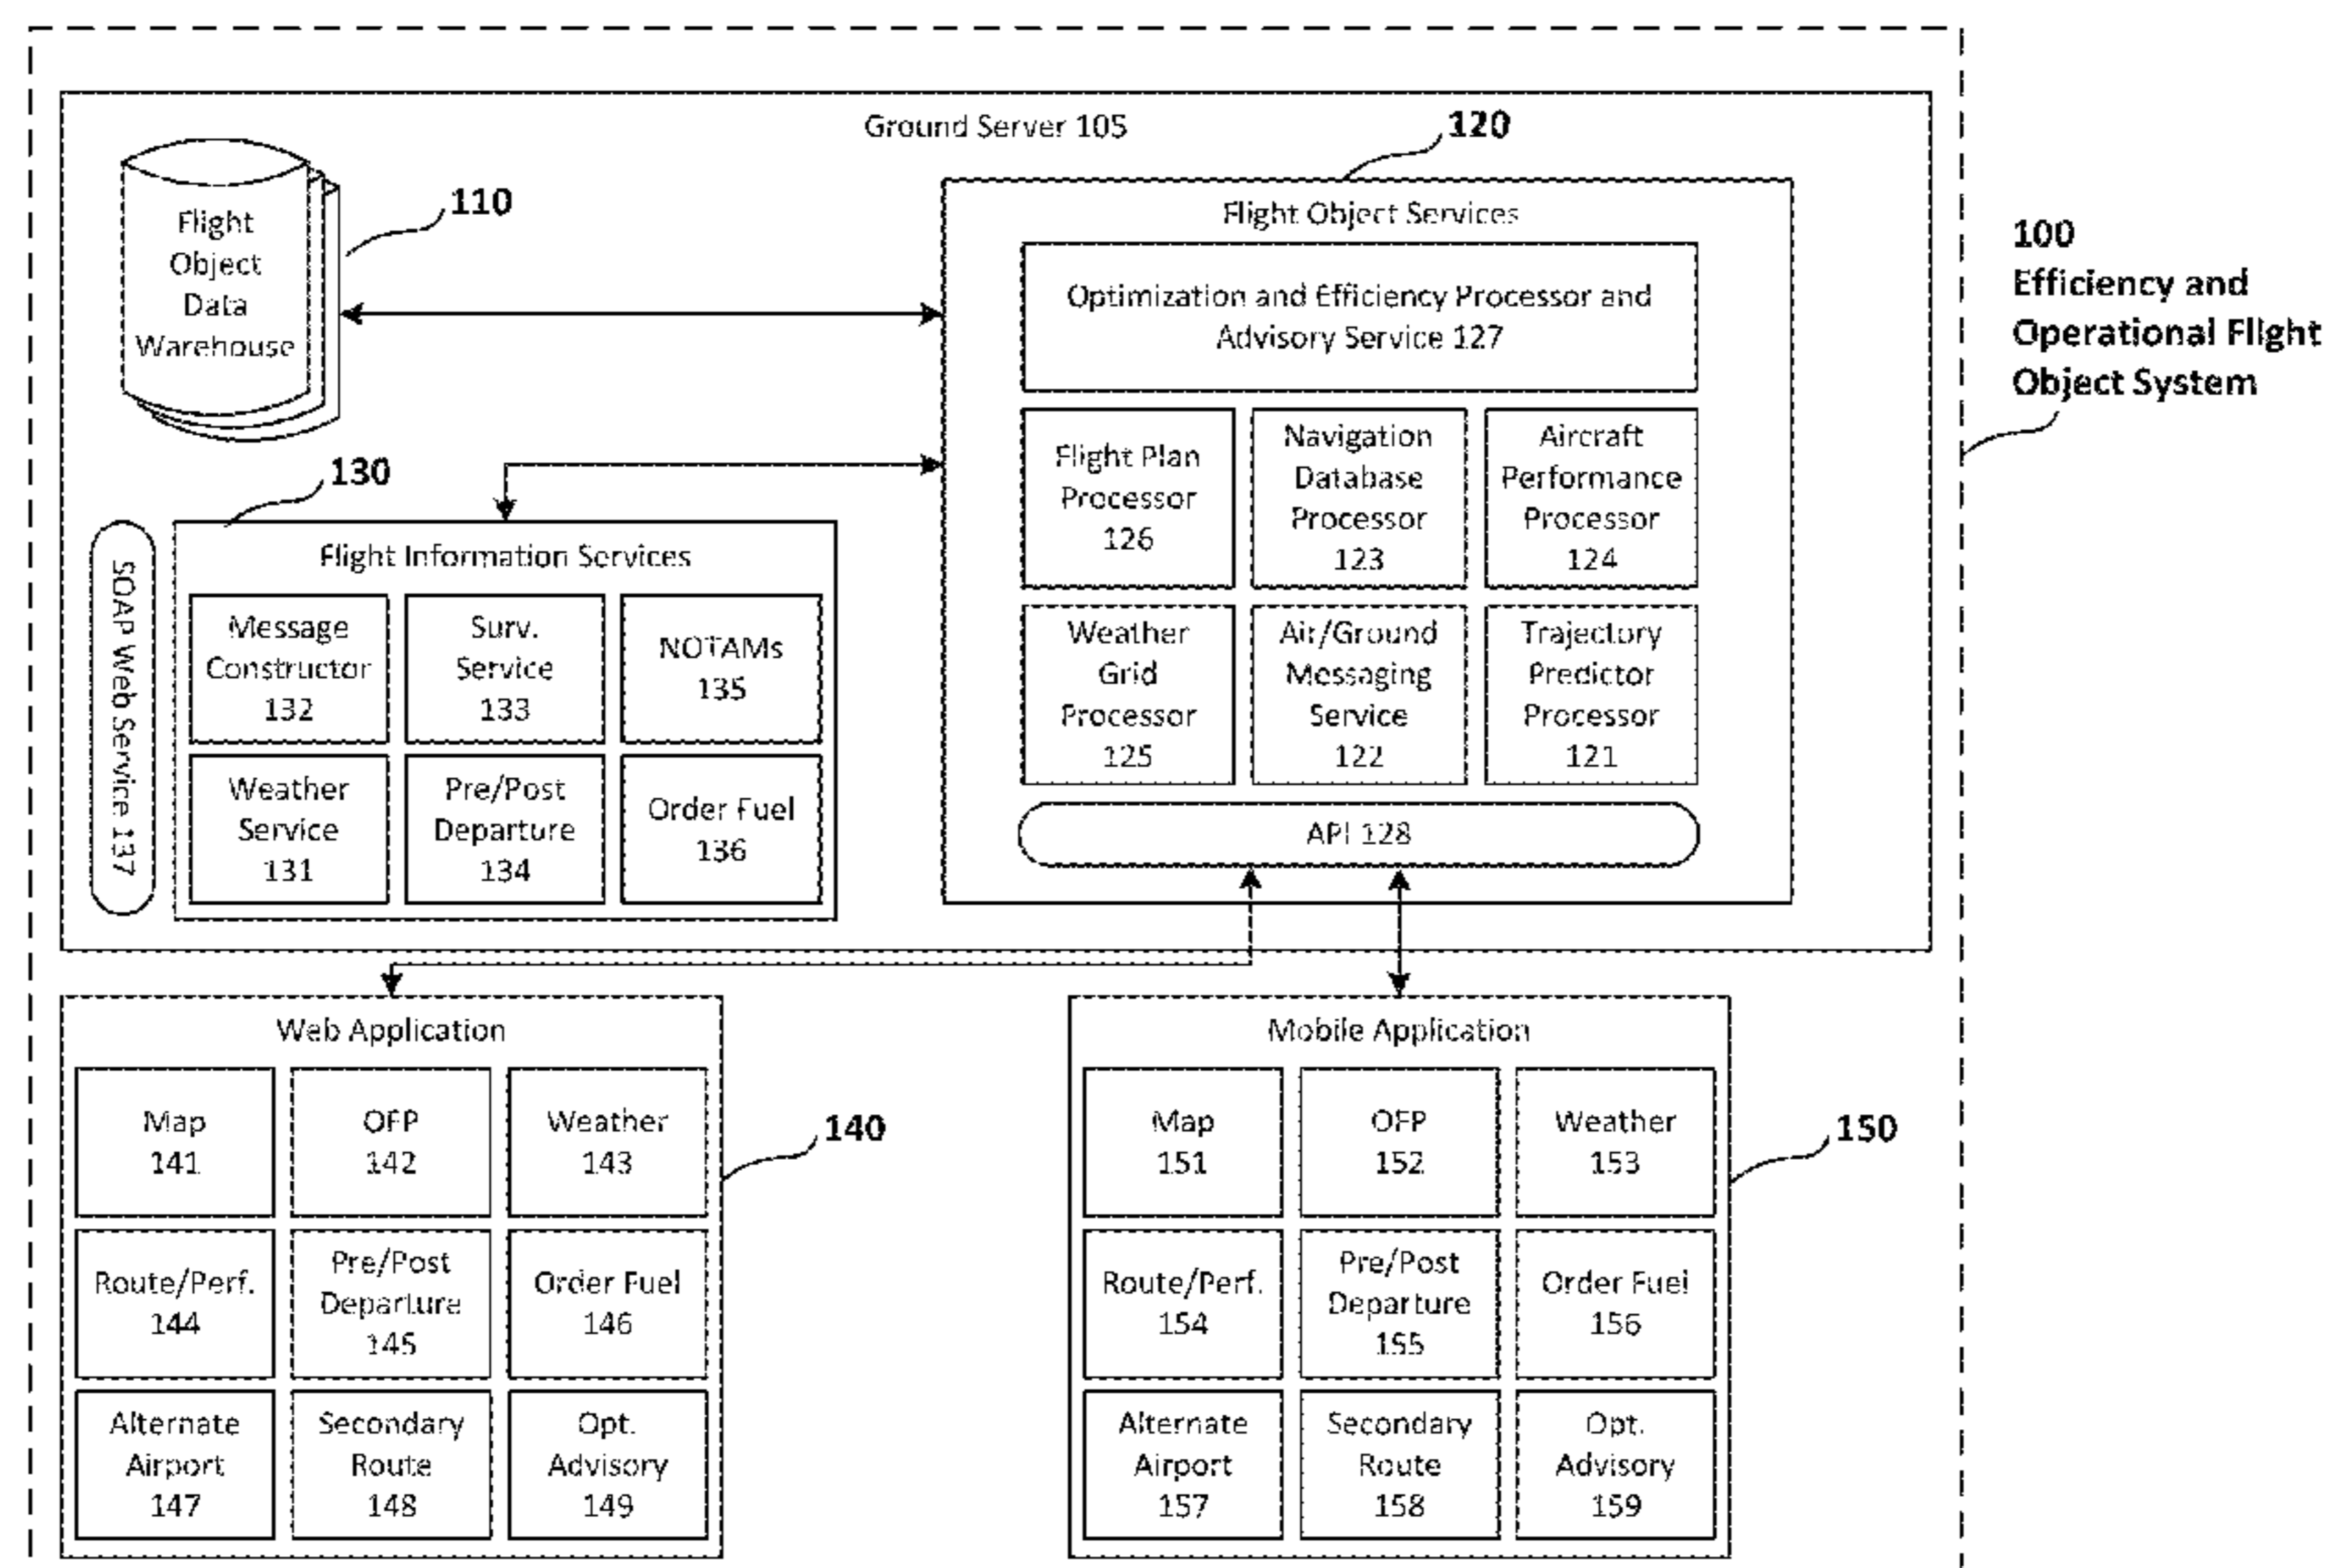 Ground Server 105
120
110
Flight
Object
Data
Warehouse
Flight Object Services
Optimization and Efficiency Processor and
Advisory Service 127
Flight Plan
Processor
126
Navigation
Database
Processor
123
Aircraft
Performance
Processor
124
Weather
Grid
Processor
125
Air/Ground
Messaging
Service
122
Trajectory
Predictor
Processor
121
API 128
100
Efficiency and
Operational Flight
Object System
130
SOAP Web Service 137
Flight Information Services
Message
Constructor
132
Surv.
Service
133
NOTAMs
135
Weather
Service
131
Pre/Post
Departure
134
Order Fuel
136
Web Application
Map
141
OFP
142
Weather
143
Route/Perf.
144
Pre/Post
Departure
145
Order Fuel
146
Alternate
Airport
147
Secondary
Route
148
Opt.
Advisory
149
140
Mobile Application
Map
151
OFP
152
Weather
153
Route/Perf.
154
Pre/Post
Departure
155
Order Fuel
156
Alternate
Airport
157
Secondary
Route
158
Opt.
Advisory
159
150